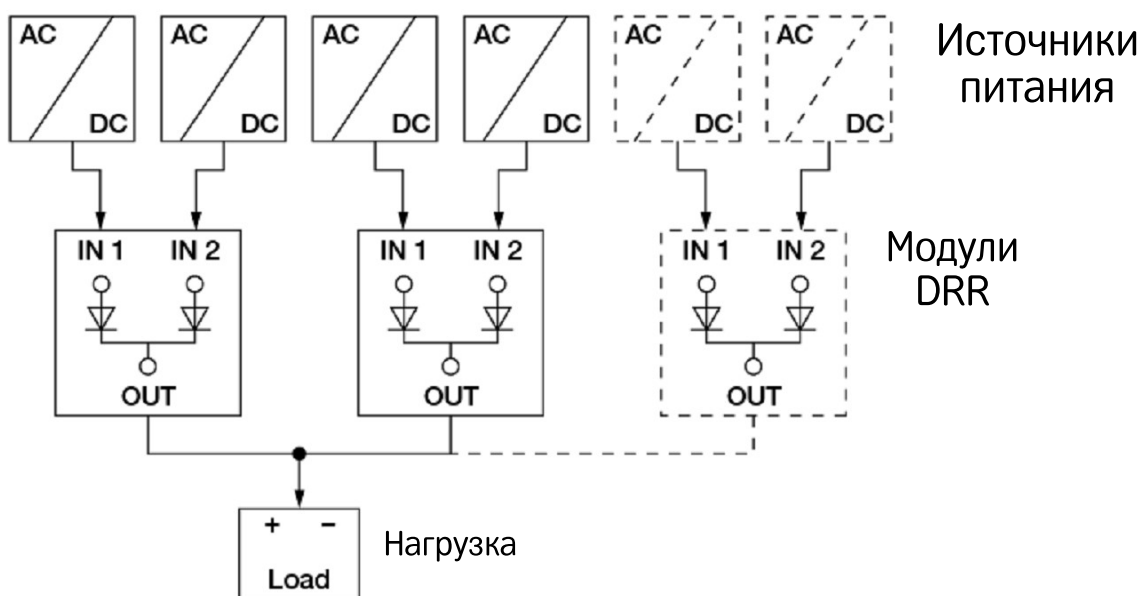 AC
DC
AC
DC
AC
DC
AC
DC
AC
DC
AC
DC
Источники
питания
IN 1 IN 2
OUT
IN 1 IN 2
OUT
IN 1 IN 2
OUT
Модули
DRR
+ −
Load
Нагрузка